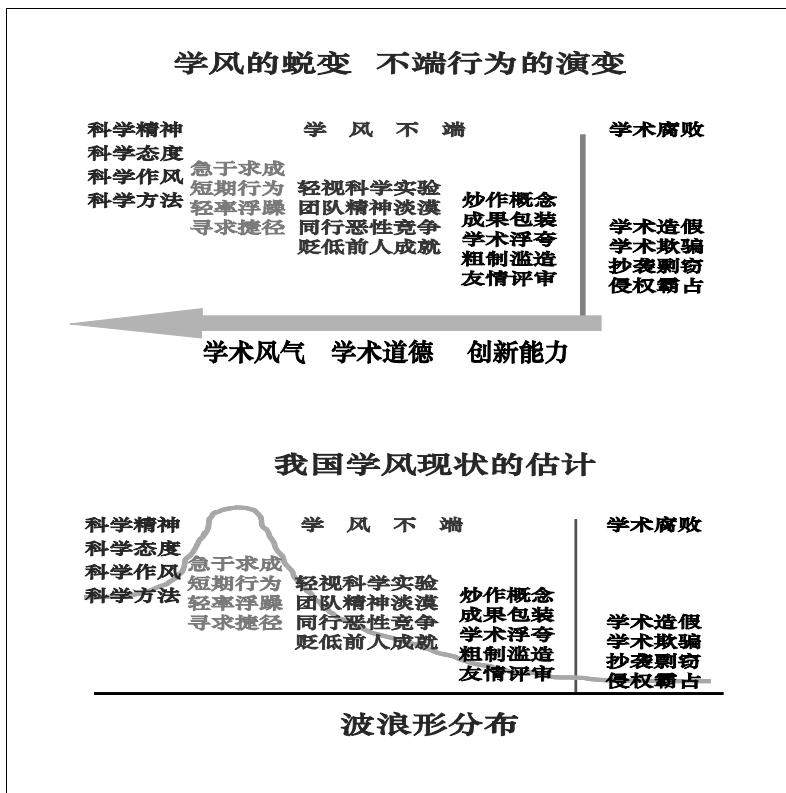 学风的蜕变 不端行为的演变
科学精神
科学态度
科学作风
科学方法
急于求成
短期行为
轻率浮躁
寻求捷径
学风不端
轻视科学实验
团队精神淡漠
同行恶性竞争
贬低前人成就
炒作概念
成果包装
学术浮夸
粗制滥造
友情评审
学术腐败
学术造假
学术欺骗
抄袭剽窃
侵权霸占
学术风气 学术道德 创新能力
我国学风现状的估计
科学精神
科学态度
科学作风
科学方法
急于求成
短期行为
轻率浮躁
寻求捷径
学风不端
轻视科学实验
团队精神淡漠
同行恶性竞争
贬低前人成就
炒作概念
成果包装
学术浮夸
粗制滥造
友情评审
学术腐败
学术造假
学术欺骗
抄袭剽窃
侵权霸占
波浪形分布